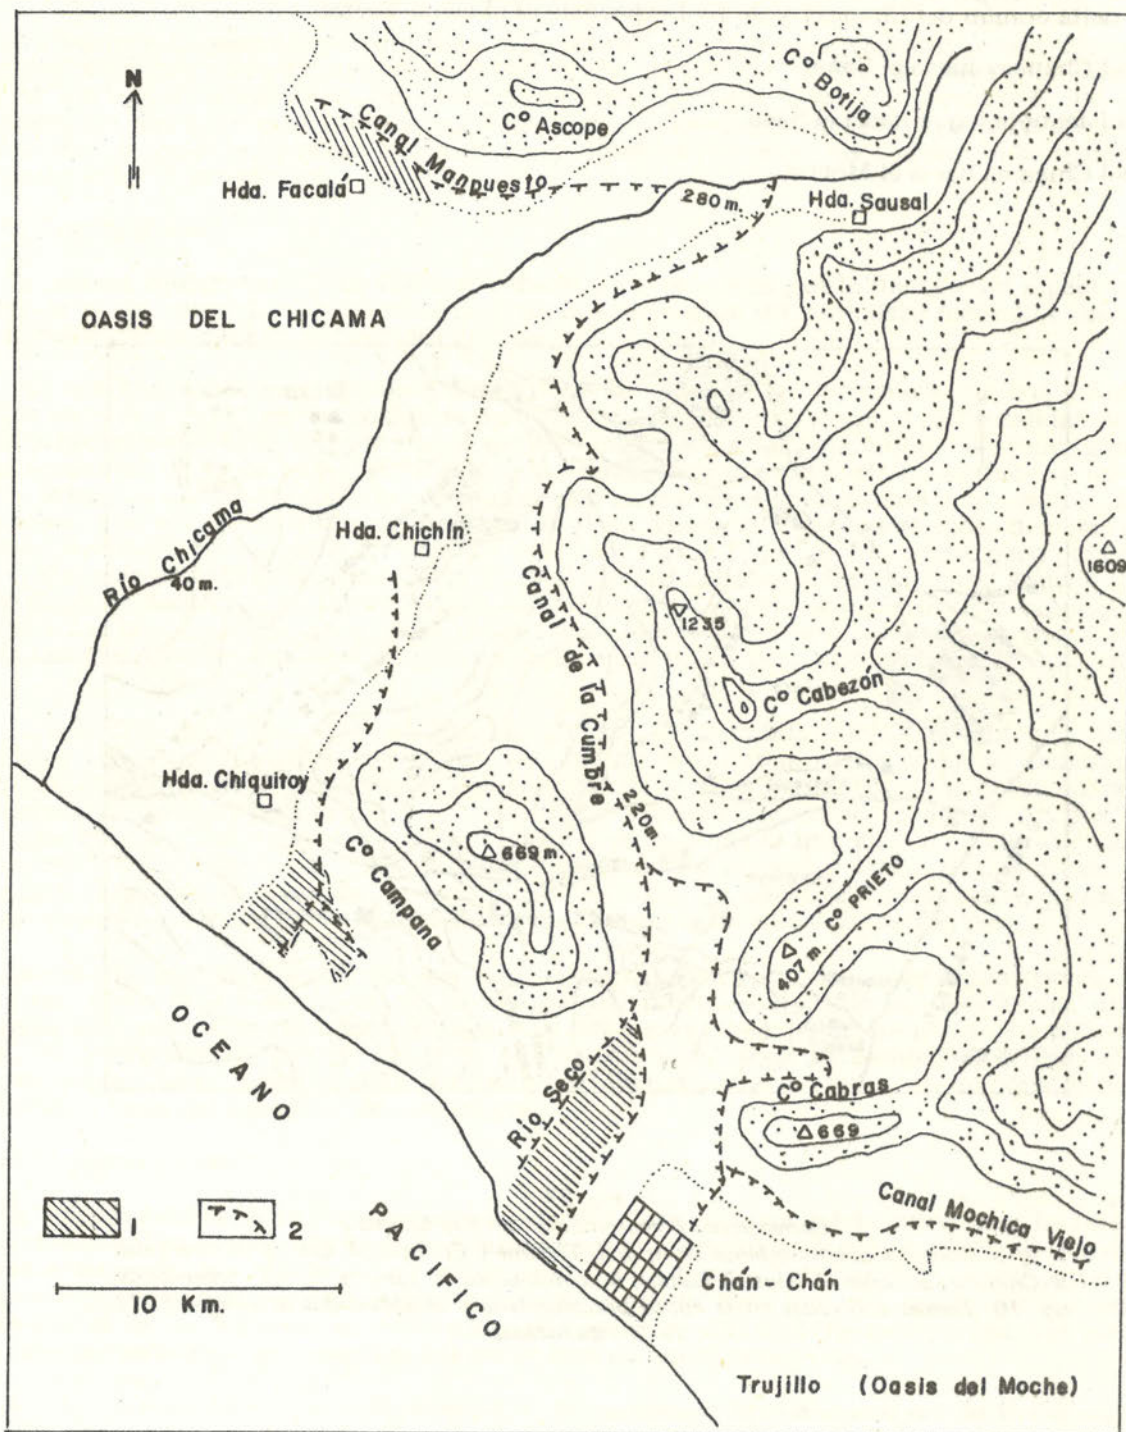 N
Cº Botija
Cº Ascope
Canal Manpuesto
Hda. Facalá
280 m.
Hda. Sausal
OASIS DEL CHICAMA
Río Chicama
40 m.
Hda. Chichín
1609
Canal de la Cumbre
1235
Cº Cabezón
Hda. Chiquitoy
220m.
669 m.
Cº Campana
407 m. Cº PRIETO
OCEANO
Río Seco
Cº Cabras
669
1
2
PACIFICO
Canal Mochica Viejo
10 Km.
Chán-Chán
Trujillo (Oasis del Moche)